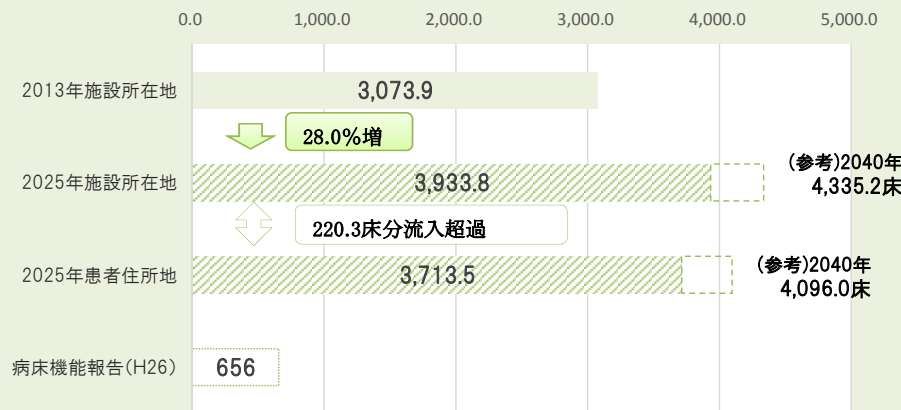 0.0 1,000.0 2,000.0 3,000.0 4,000.0 5,000.0
2013年施設所在地 3,073.9
28.0%増
2025年施設所在地 3,933.8
(参考)2040年
4,335.2床
220.3床分流入超過
2025年患者住所地 3,713.5
(参考)2040年
4,096.0床
病床機能報告(H26) 656